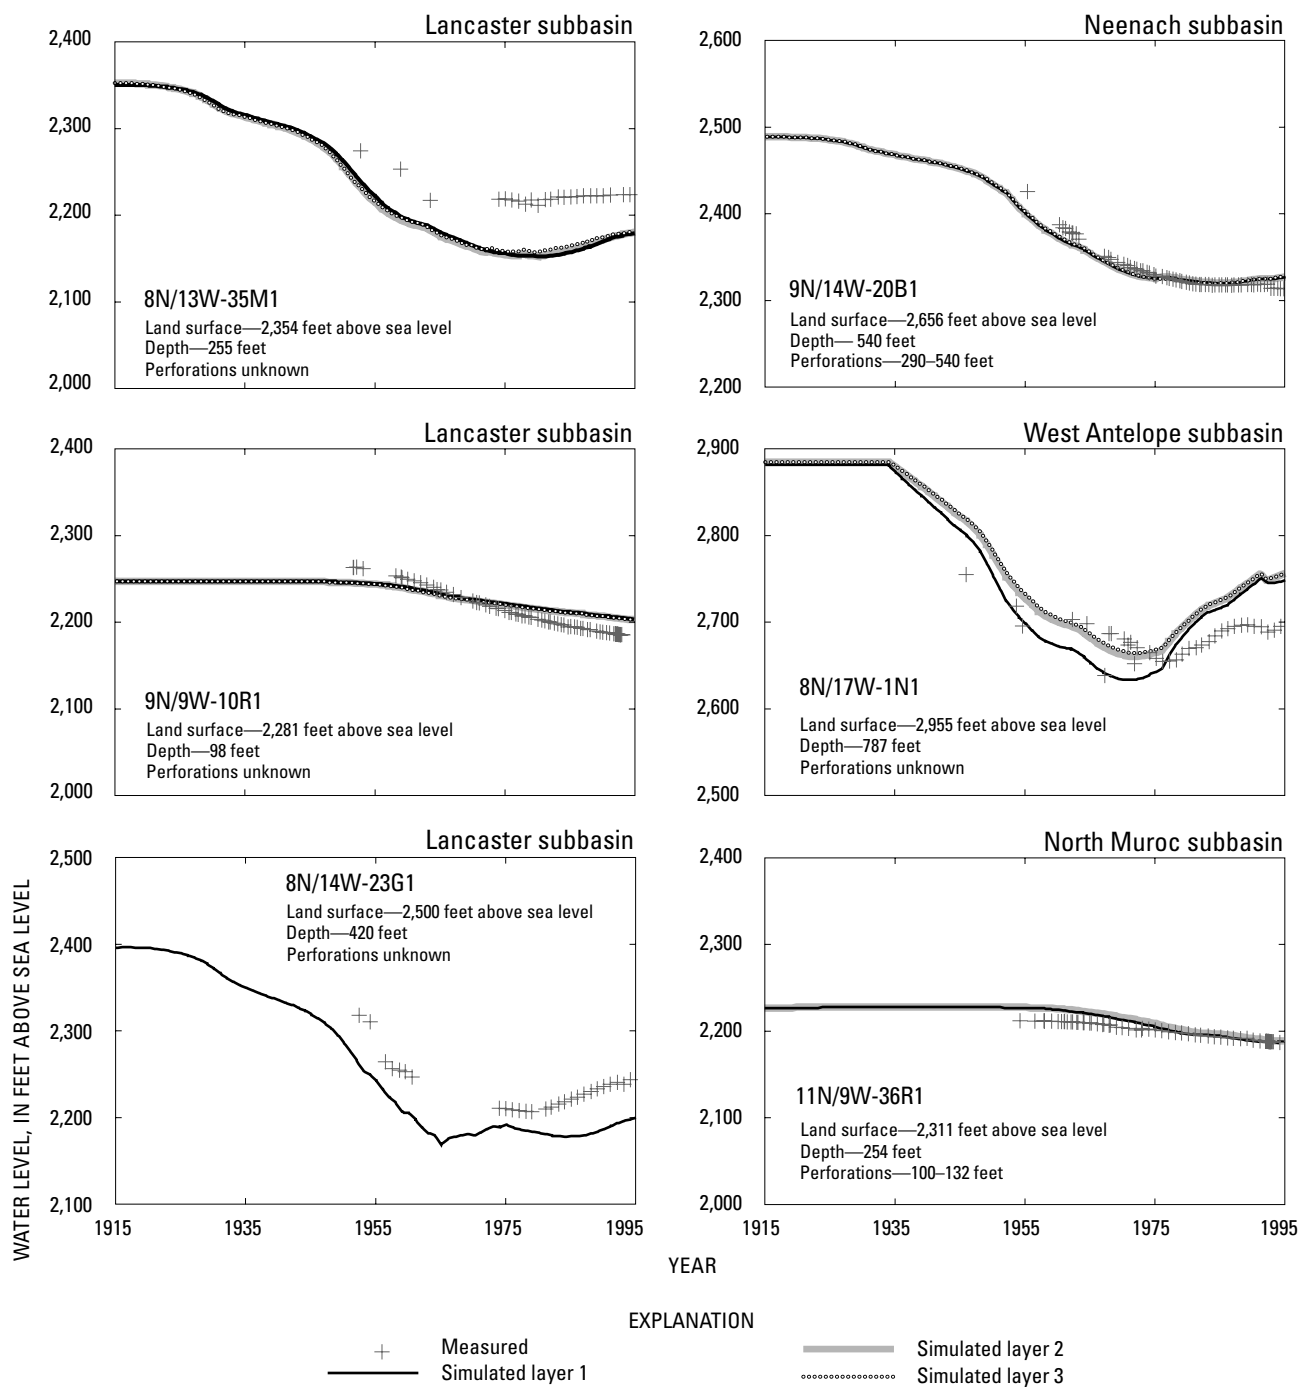 Lancaster subbasin
2,400
2,300
2,200
2,100
2,000
8N/13W-35M1
Land surface—2,354 feet above sea level
Depth—255 feet
Perforations unknown
Neenach subbasin
2,600
2,500
2,400
2,300
2,200
9N/14W-20B1
Land surface—2,656 feet above sea level
Depth— 540 feet
Perforations—290–540 feet
Lancaster subbasin
2,400
2,300
2,200
2,100
2,000
9N/9W-10R1
Land surface—2,281 feet above sea level
Depth—98 feet
Perforations unknown
West Antelope subbasin
2,900
2,800
2,700
2,600
2,500
8N/17W-1N1
Land surface—2,955 feet above sea level
Depth—787 feet
Perforations unknown
Lancaster subbasin
2,500
2,400
2,300
2,200
2,100
8N/14W-23G1
Land surface—2,500 feet above sea level
Depth—420 feet
Perforations unknown
1915 1935 1955 1975 1995
North Muroc subbasin
2,400
2,300
2,200
2,100
2,000
11N/9W-36R1
Land surface—2,311 feet above sea level
Depth—254 feet
Perforations—100–132 feet
1915 1935 1955 1975 1995
WATER LEVEL, IN FEET ABOVE SEA LEVEL
YEAR
EXPLANATION
Measured
Simulated layer 1
Simulated layer 2
Simulated layer 3